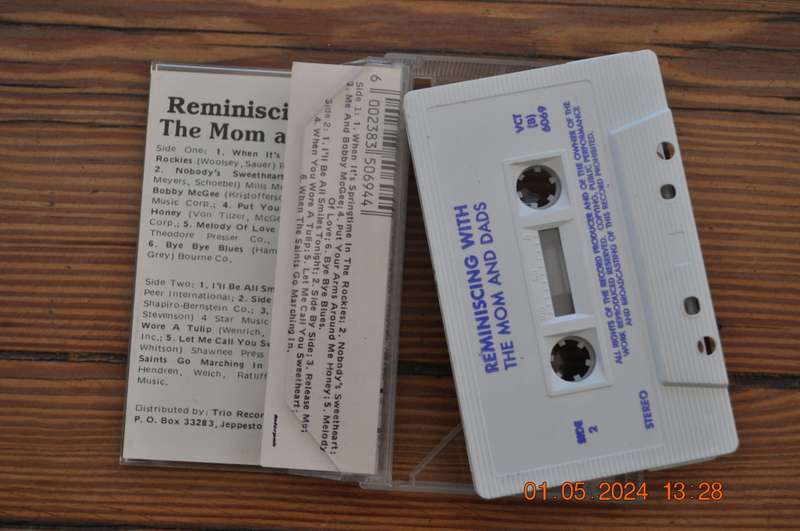 Reminisci
The Mom a
Side One; 1. When It's
Rockies (Woolsey, Sauer)
2. Nobody's Sweetheart
Meyers, Schoebel) Mills
Bobby McGee (Kristoffers
Music Corp.; 4. Put You
Honey (Von Tilzer, McGe
Corp.; 5. Melody Of Love
Theodore Presser Co.,
6. Bye Bye Blues (Ham
Grey) Bourne Co.
Side Two: 1. I'll Be All Sm
Peer International; 2. Side
Shapiro-Bernstein Co.; 3,
Stevenson) 4 Star Music
Wore A Tulip (Wenrich,
Inc.; 5. Let Me Call You Sw
Whitson) Shawnee Press
Saints Go Marching In
Hendren, Weich, Ratliff
Music.
Distributed by: Trio Recor
P. O. Box 33283, Jeppesto
6 002383 506944
Side 1: 1. When It's Springtime In The Rockies; 2. Nobody's Sweetheart;
3. Me And Bobby McGee; 4. Put Your Arms Around Me Honey; 5. Melody
Of Love; 6. Bye Bye Blues.
Side 2: 1. I'll Be All Smiles Tonight; 2. Side By Side; 3. Release Me;
4. When You Wore A Tulip; 5. Let Me Call You Sweetheart;
6. When The Saints Go Marching In.
VCT
(B)
6069
REMINISCING WITH
THE MOM AND DADS
ALL RIGHTS OF THE RECORD PRODUCER AND OF THE OWNER OF THE
WORK REPRODUCED RESERVED. COPYING, PUBLIC PERFORMANCE
AND BROADCASTING OF THIS RECORD PROHIBITED.
SIDE
2
STEREO
01.05.2024 13:28